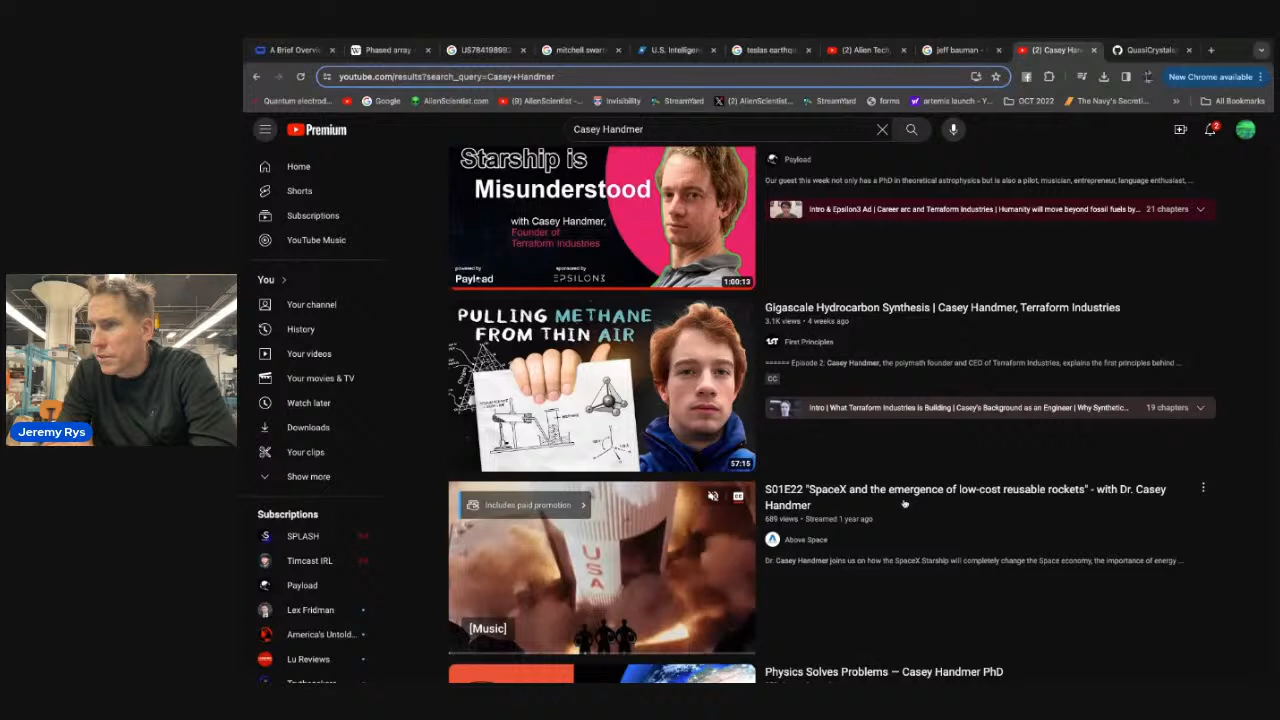 A Brief Overvi
Phased array
US784198992
mitchell swart
U.S. Intelligen
teslas earthqu
(2) Alien Tech,
jeff bauman -
(2) Casey Han
QuasiCrystals
youtube.com/results?search_query=Casey+Handmer
New Chrome available
Quantum electrod...
Google
AlienScientist.com
(9) AlienScientist -...
Invisibility
StreamYard
(2) AlienScientist...
StreamYard
forms
artemis launch - Y...
OCT 2022
The Navy's Secreti...
All Bookmarks
Premium
Casey Handmer
2
Home
Shorts
Subscriptions
YouTube Music
You
Your channel
History
Your videos
Your movies & TV
Watch later
Downloads
Your clips
Show more
Subscriptions
SPLASH
Timcast IRL
Payload
Lex Fridman
America's Untold...
Lu Reviews
Starship is
Misunderstood
with Casey Handmer,
Founder of
Terraform Industries
powered by
Payload
sponsored by
EPSILON3
1:00:13
Payload
Our guest this week not only has a PhD in theoretical astrophysics but is also a pilot, musician, entrepreneur, language enthusiast, ...
Intro & Epsilon3 Ad | Career arc and Terraform Industries | Humanity will move beyond fossil fuels by...
21 chapters
PULLING METHANE
FROM THIN AIR
57:15
Gigascale Hydrocarbon Synthesis | Casey Handmer, Terraform Industries
3.1K views • 4 weeks ago
First Principles
====== Episode 2: Casey Handmer, the polymath founder and CEO of Terraform Industries, explains the first principles behind ...
CC
Intro | What Terraform Industries is Building | Casey's Background as an Engineer | Why Synthetic...
19 chapters
Includes paid promotion
USA
[Music]
S01E22 "SpaceX and the emergence of low-cost reusable rockets" - with Dr. Casey
Handmer
689 views • Streamed 1 year ago
Above Space
Dr. Casey Handmer joins us on how the SpaceX Starship will completely change the Space economy, the importance of energy ...
Physics Solves Problems — Casey Handmer PhD
Jeremy Rys